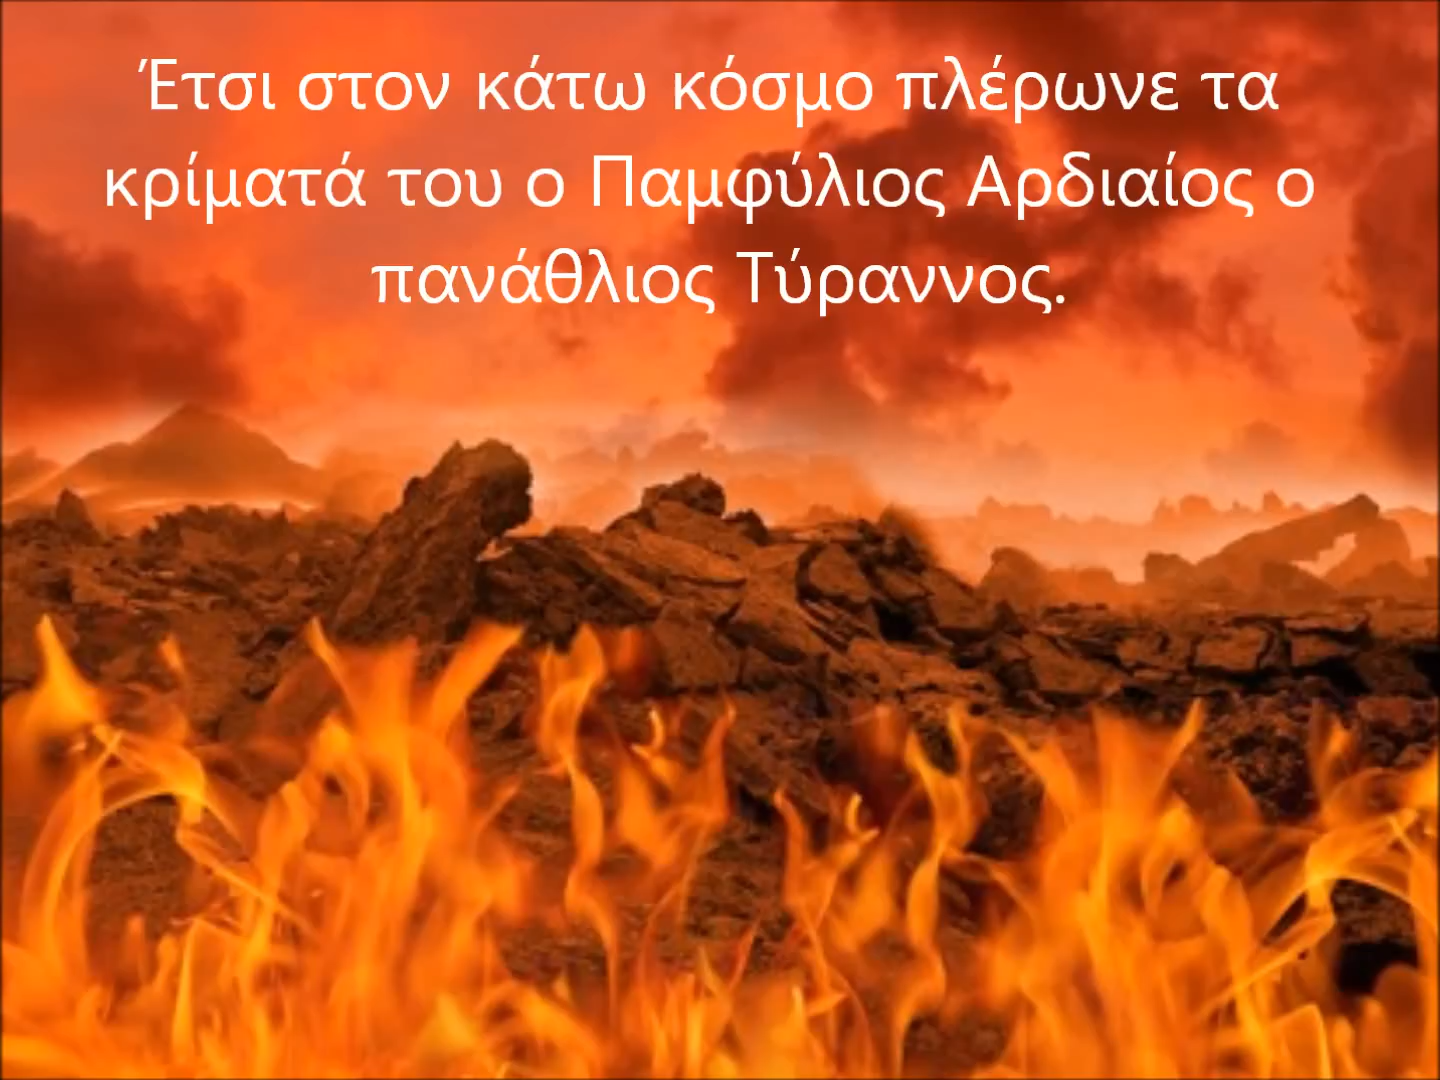 Έτσι στον κάτω κόσμο πλέρωνε τα
κρίματά του ο Παμφύλιος Αρδιαίος ο
πανάθλιος Τύραννος.